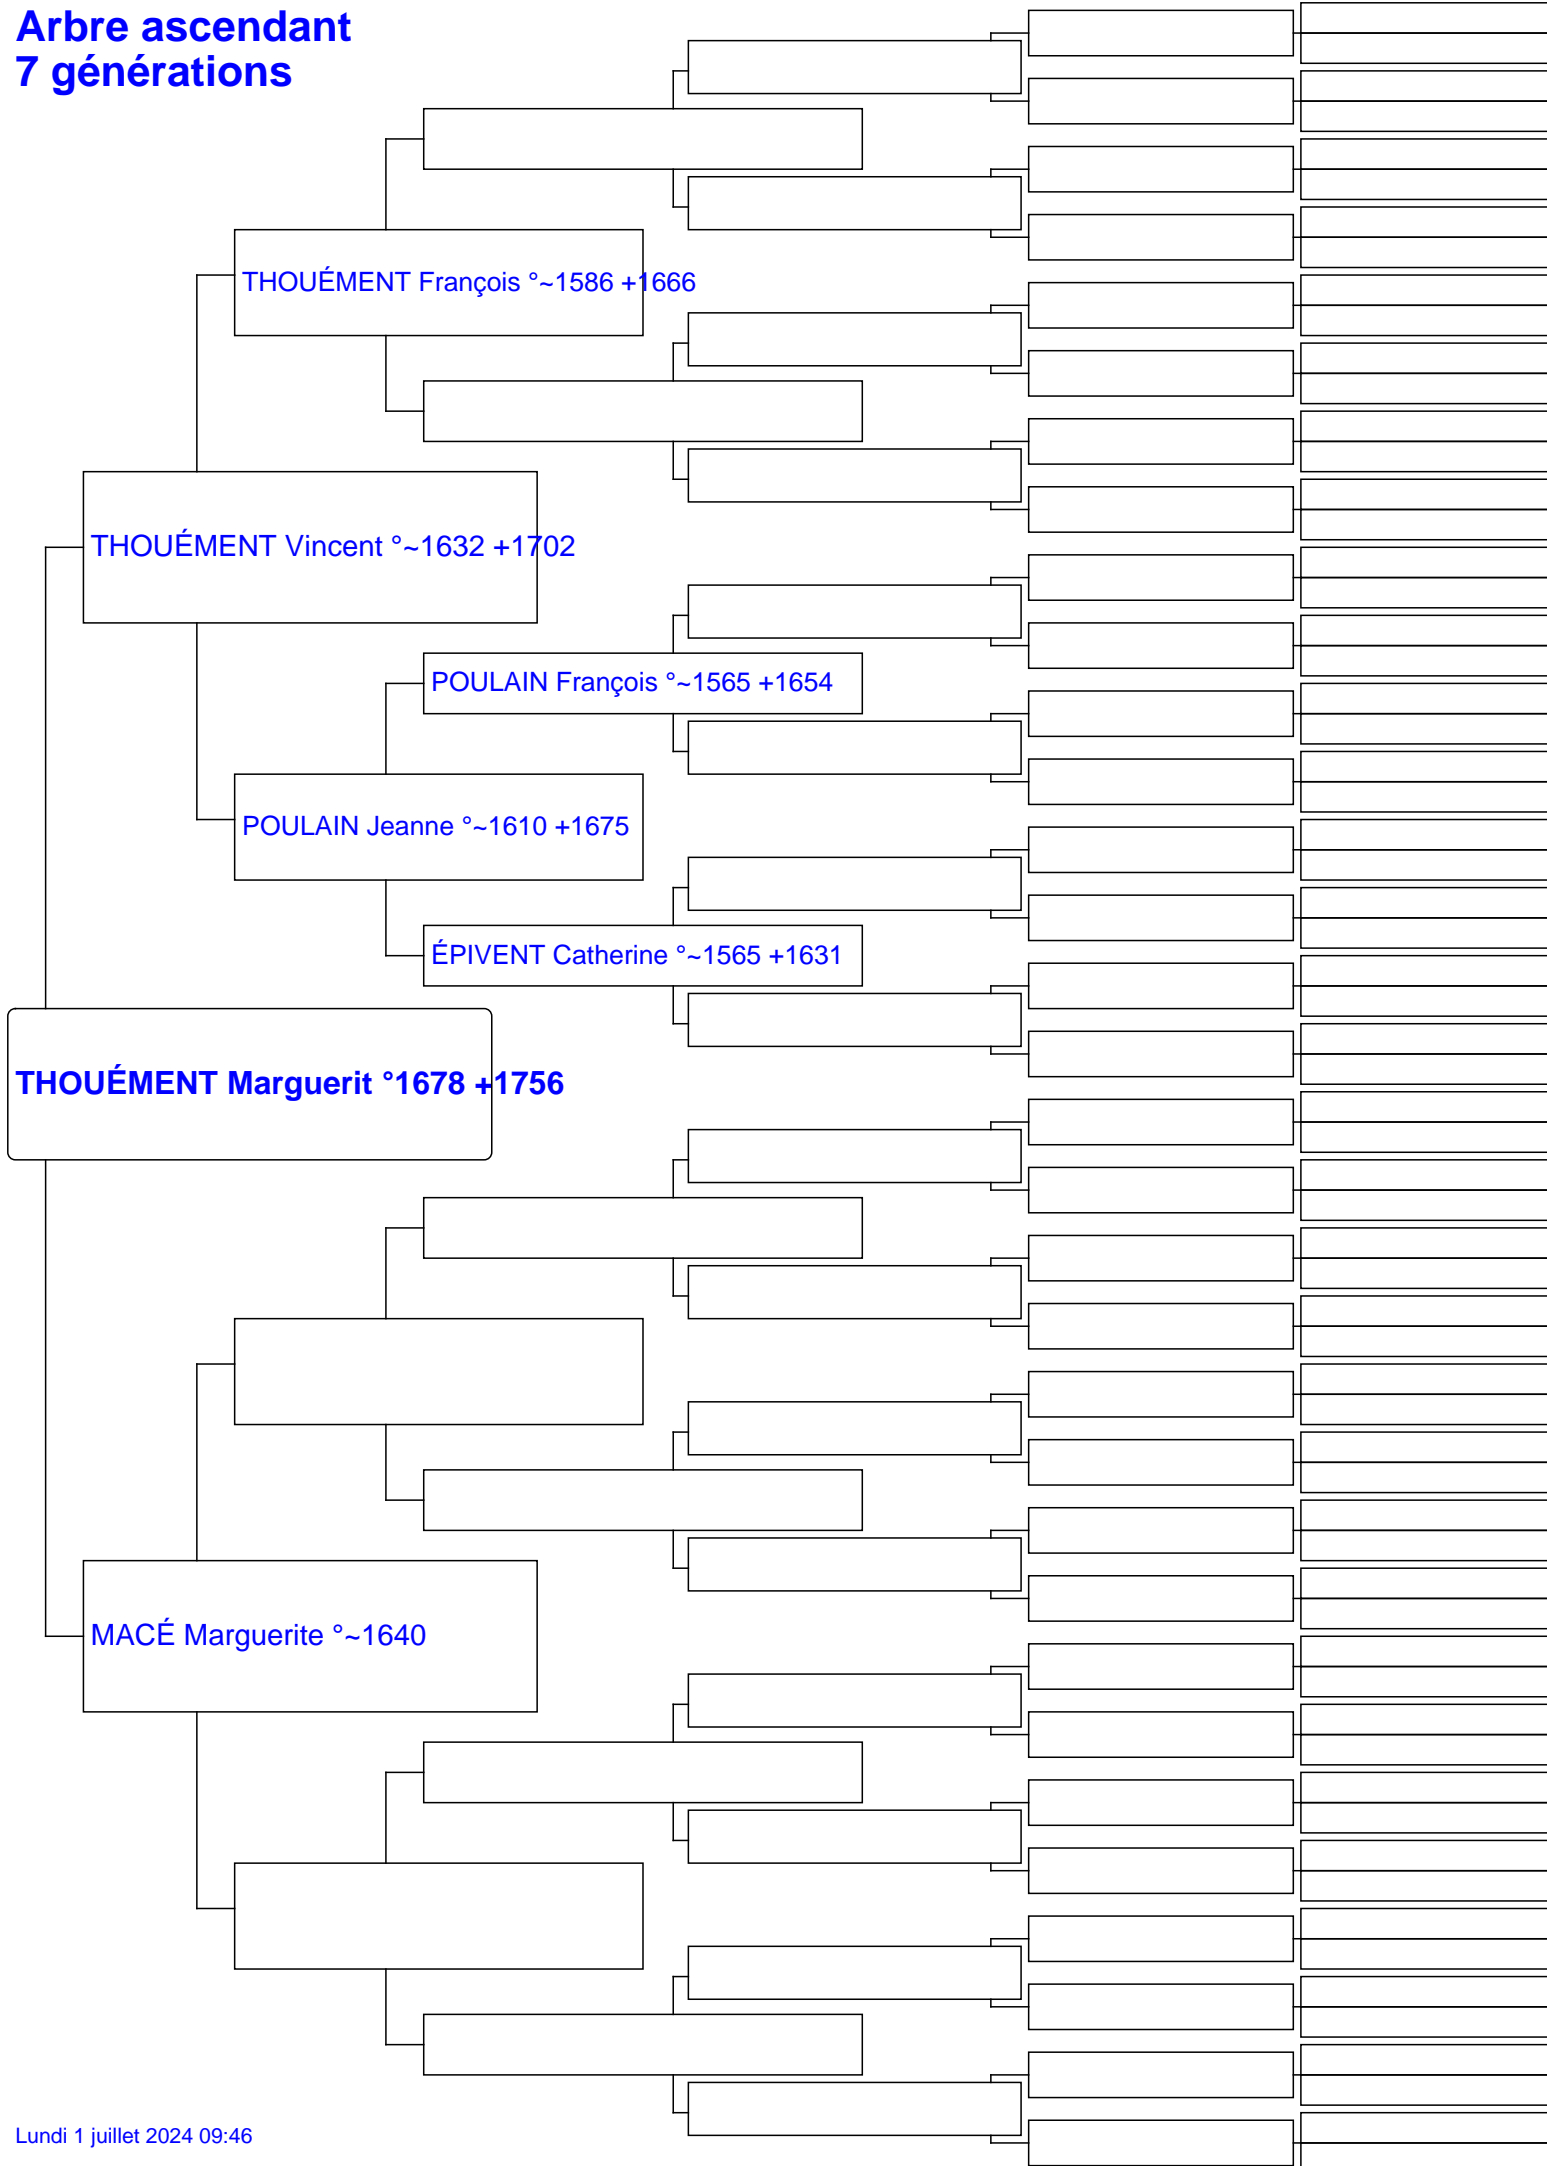 Arbre ascendant
7 générations
THOUÉMENT François °~1586 +1666
THOUÉMENT Vincent °~1632 +1702
POULAIN François °~1565 +1654
POULAIN Jeanne °~1610 +1675
ÉPIVENT Catherine °~1565 +1631
THOUÉMENT Marguerit °1678 +1756
MACÉ Marguerite °~1640
Lundi 1 juillet 2024 09:46